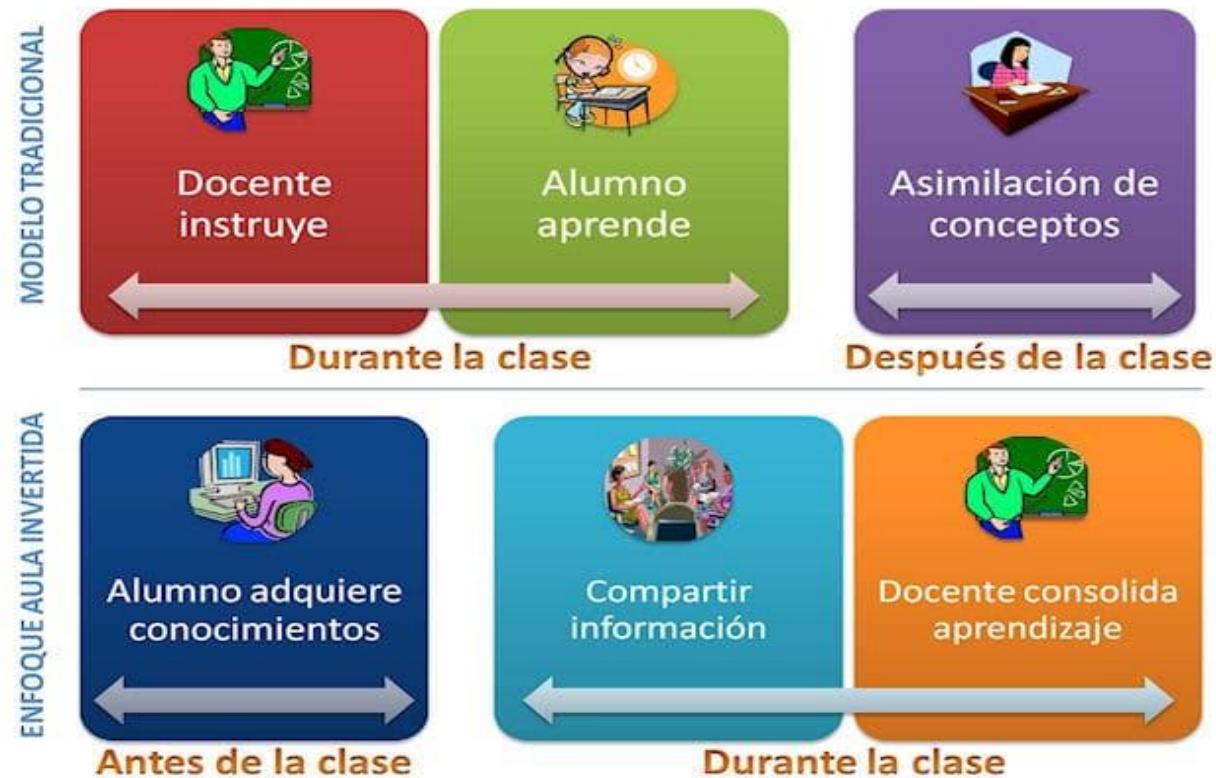 MODELO TRADICIONAL
Docente
instruye
Alumno
aprende
Asimilación de
conceptos
Durante la clase
Después de la clase
ENFOQUE AULA INVERTIDA
Alumno adquiere
conocimientos
Compartir
información
Docente consolida
aprendizaje
Antes de la clase
Durante la clase